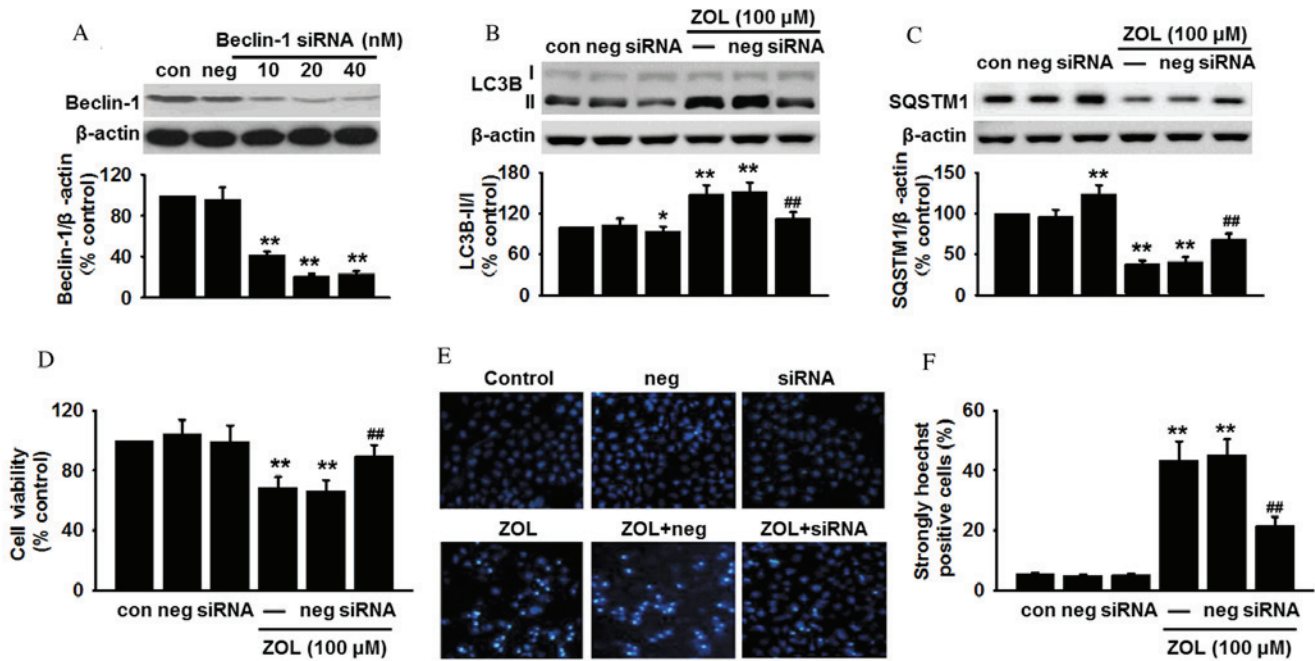 A
Beclin-1 siRNA (nM)
con neg 10 20 40
Beclin-1
β-actin
Beclin-1/β -actin
(% control)
120
80
40
0
** ** **
B
ZOL (100 μM)
con neg siRNA — neg siRNA
LC3B
I
II
β-actin
LC3B-II/I
(% control)
180
120
60
0
* ** ** ##
C
ZOL (100 μM)
con neg siRNA — neg siRNA
SQSTM1
β-actin
SQSTM1/β -actin
(% control)
150
100
50
0
** ** ** ##
D
Cell viability
(% control)
120
80
40
0
** ** ##
con neg siRNA — neg siRNA
ZOL (100 μM)
E
Control neg siRNA
ZOL ZOL+neg ZOL+siRNA
F
Strongly hoechst
positive cells (%)
60
40
20
0
** ** ##
con neg siRNA — neg siRNA
ZOL (100 μM)